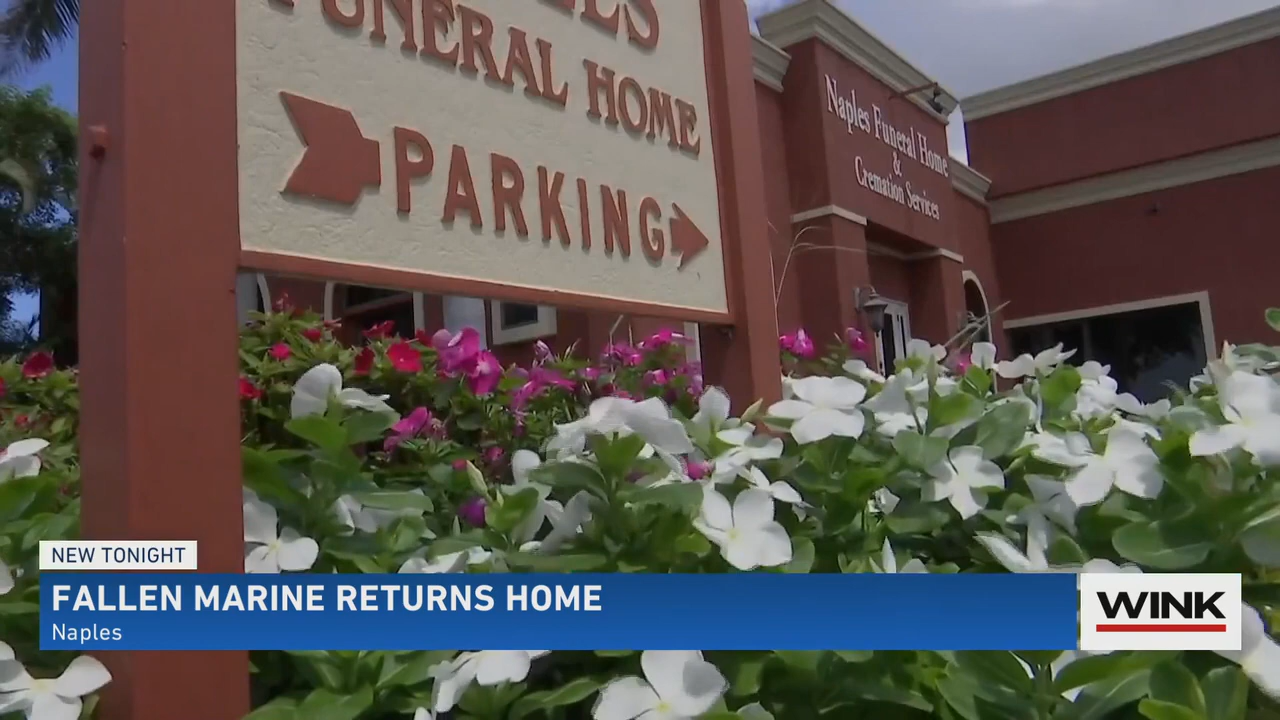 FUNERAL HOME
PARKING
Naples Funeral Home
&
Cremation Services
NEW TONIGHT
FALLEN MARINE RETURNS HOME
Naples
WINK